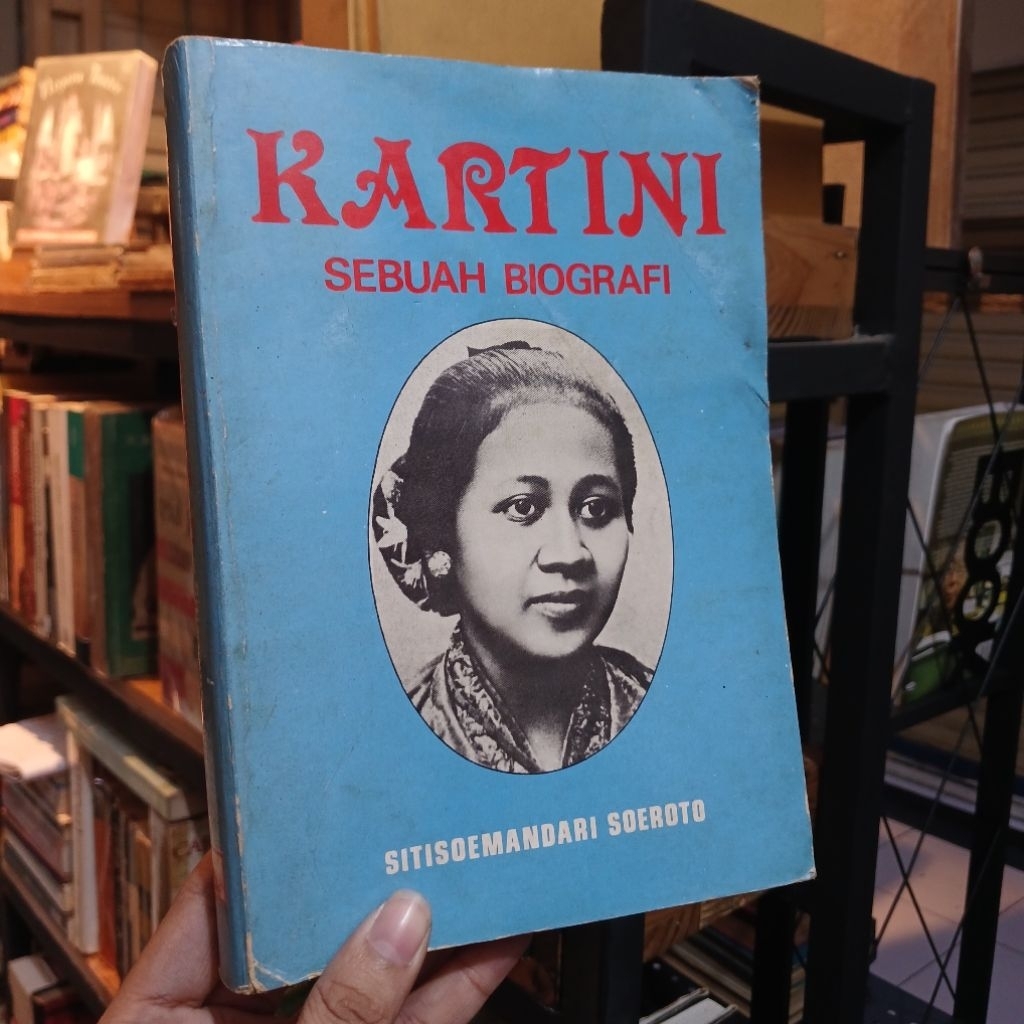 KARTINI
SEBUAH BIOGRAFI
SITISOEMANDARI SOEROTO